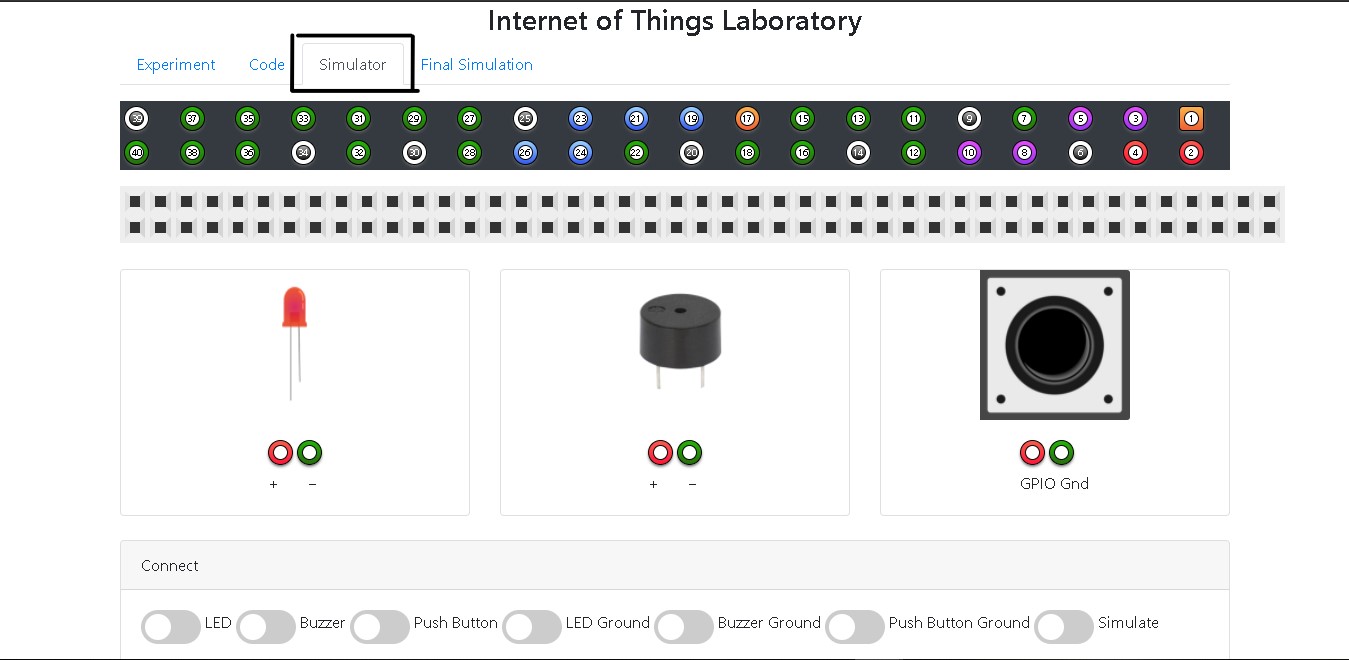 Internet of Things Laboratory
Experiment Code Simulator Final Simulation
39 37 35 33 31 29 27 25 23 21 19 17 15 13 11 9 7 5 3 1
40 38 36 34 32 30 28 26 24 22 20 18 16 14 12 10 8 6 4 2
+ − + − GPIO Gnd
Connect
LED Buzzer Push Button LED Ground Buzzer Ground Push Button Ground Simulate